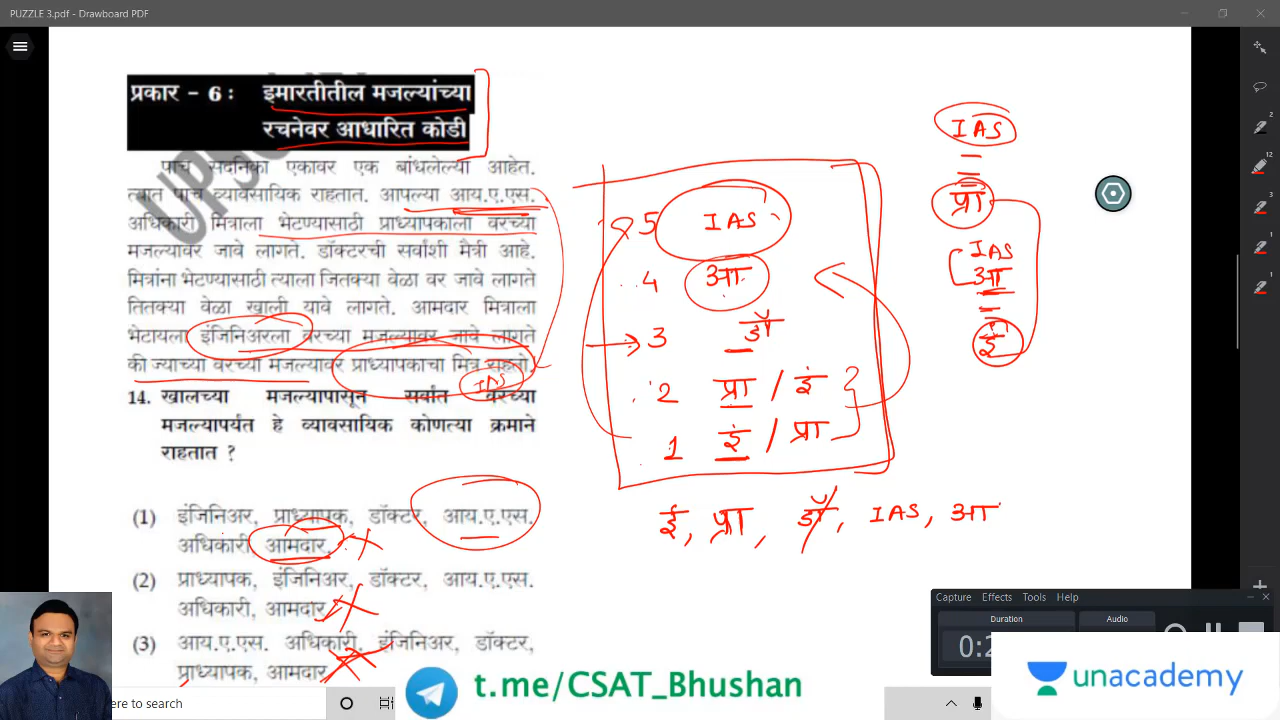 PUZZLE 3.pdf - Drawboard PDF
प्रकार - 6 : इमारतीतील मजल्यांच्या
रचनेवर आधारित कोडी
पाच सदनिका एकावर एक बांधलेल्या आहेत.
त्यात पाच व्यावसायिक राहतात. आपल्या आय.ए.एस.
अधिकारी मित्राला भेटण्यासाठी प्राध्यापकाला वरच्या
मजल्यावर जावे लागते. डॉक्टरची सर्वांशी मैत्री आहे.
मित्रांना भेटण्यासाठी त्याला जितक्या वेळा वर जावे लागते
तितक्या वेळा खाली यावे लागते. आमदार मित्राला
भेटायला इंजिनिअरला वरच्या मजल्यावर जावे लागते
की ज्याच्या वरच्या मजल्यावर प्राध्यापकाचा मित्र राहतो.
IAS
14. खालच्या मजल्यापासून सर्वात वरच्या
मजल्यापर्यंत हे व्यावसायिक कोणत्या क्रमाने
राहतात ?
(1) इंजिनिअर, प्राध्यापक, डॉक्टर, आय.ए.एस.
अधिकारी, आमदार
(2) प्राध्यापक, इंजिनिअर, डॉक्टर, आय.ए.एस.
अधिकारी, आमदार
(3) आय.ए.एस. अधिकारी, इंजिनिअर, डॉक्टर,
प्राध्यापक, आमदार
5 IAS
4 आ
3 डॉ
2 प्रा / इं
1 इं / प्रा
ई, प्रा, डॉ, IAS, आ
IAS
प्रा
IAS
आ
ई
Capture Effects Tools Help
Duration Audio
t.me/CSAT_Bhushan
unacademy
here to search